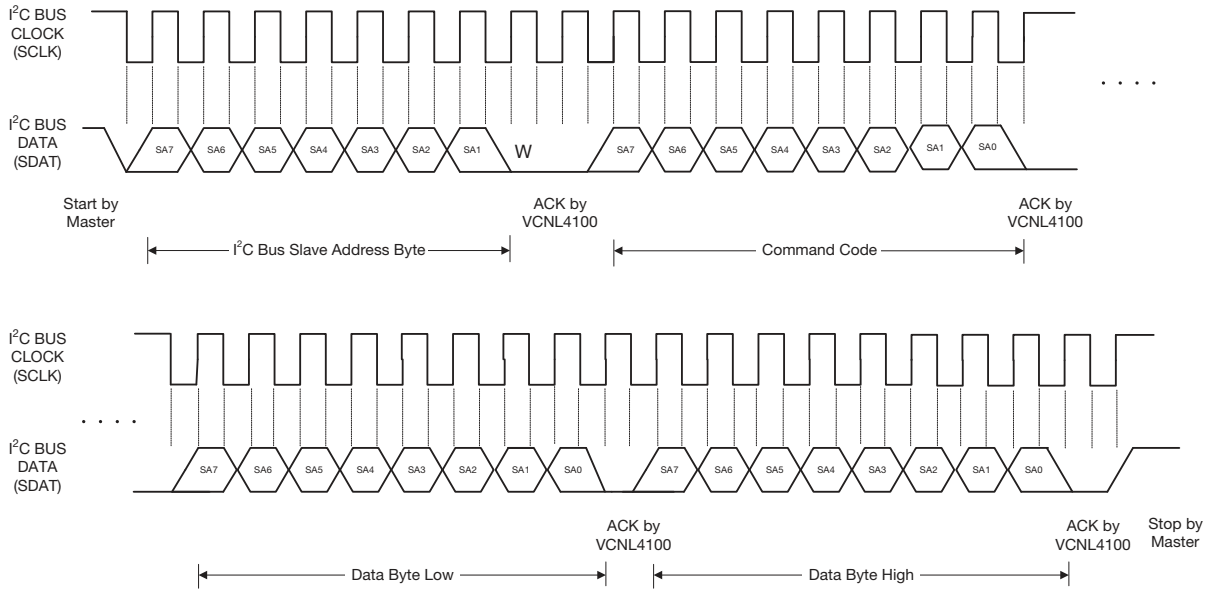 I²C BUS
CLOCK
(SCLK)
. . . .
I²C BUS
DATA
(SDAT)
SA7 SA6 SA5 SA4 SA3 SA2 SA1 W SA7 SA6 SA5 SA4 SA3 SA2 SA1 SA0
Start by
Master
ACK by
VCNL4100
ACK by
VCNL4100
I²C Bus Slave Address Byte
Command Code
I²C BUS
CLOCK
(SCLK)
. . . .
I²C BUS
DATA
(SDAT)
SA7 SA6 SA5 SA4 SA3 SA2 SA1 SA0 SA7 SA6 SA5 SA4 SA3 SA2 SA1 SA0
ACK by
VCNL4100
ACK by
VCNL4100
Stop by
Master
Data Byte Low
Data Byte High